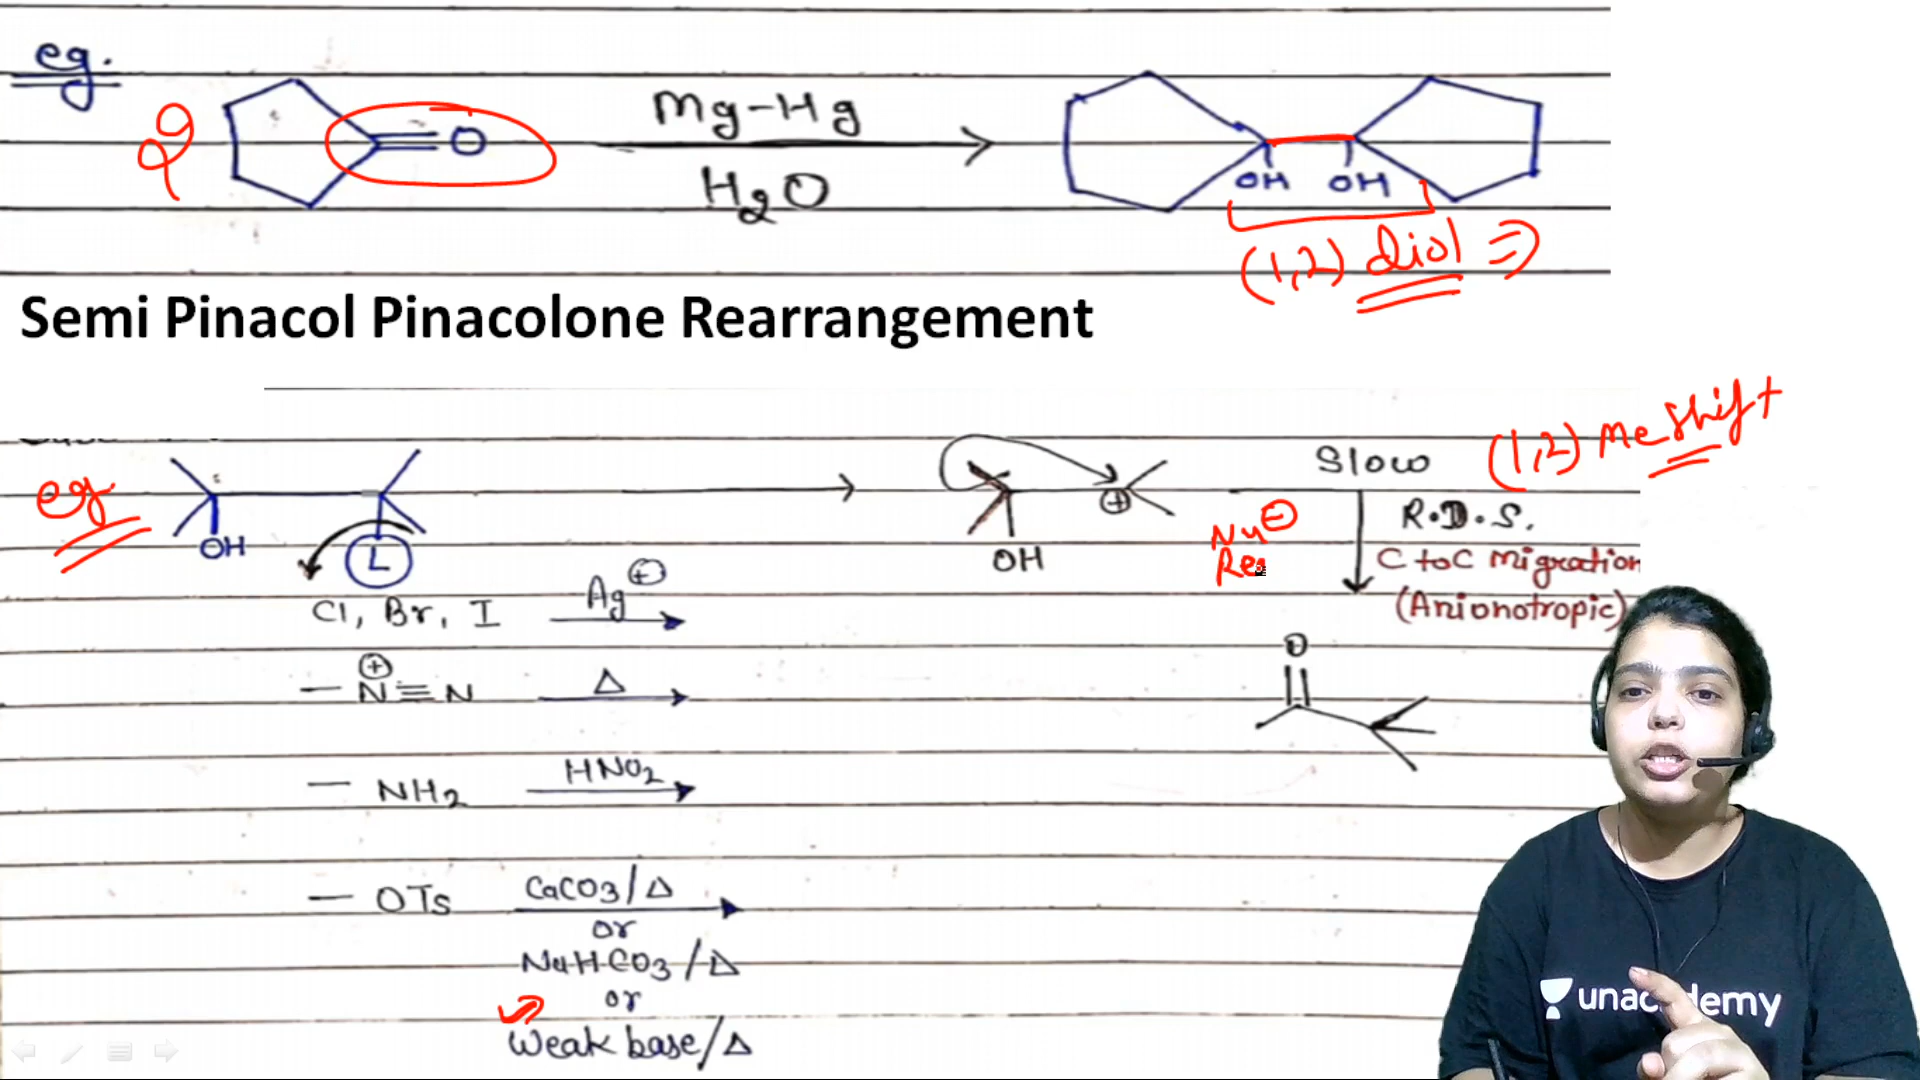 eg.
2
O
Mg-Hg
H2O
OH OH
(1,2) diol ⇒
Semi Pinacol Pinacolone Rearrangement
eg
OH
L
Cl, Br, I Ag⊕
⊕
— N≡N Δ
— NH2 HNO2
— OTs CaCO3/Δ
or
NaHCO3/Δ
or
Weak base/Δ
⊕
OH
Nu⊖
Slow
(1,2) Me Shift
R.D.S.
C to C Migration
(Anionotropic)
O
unacademy